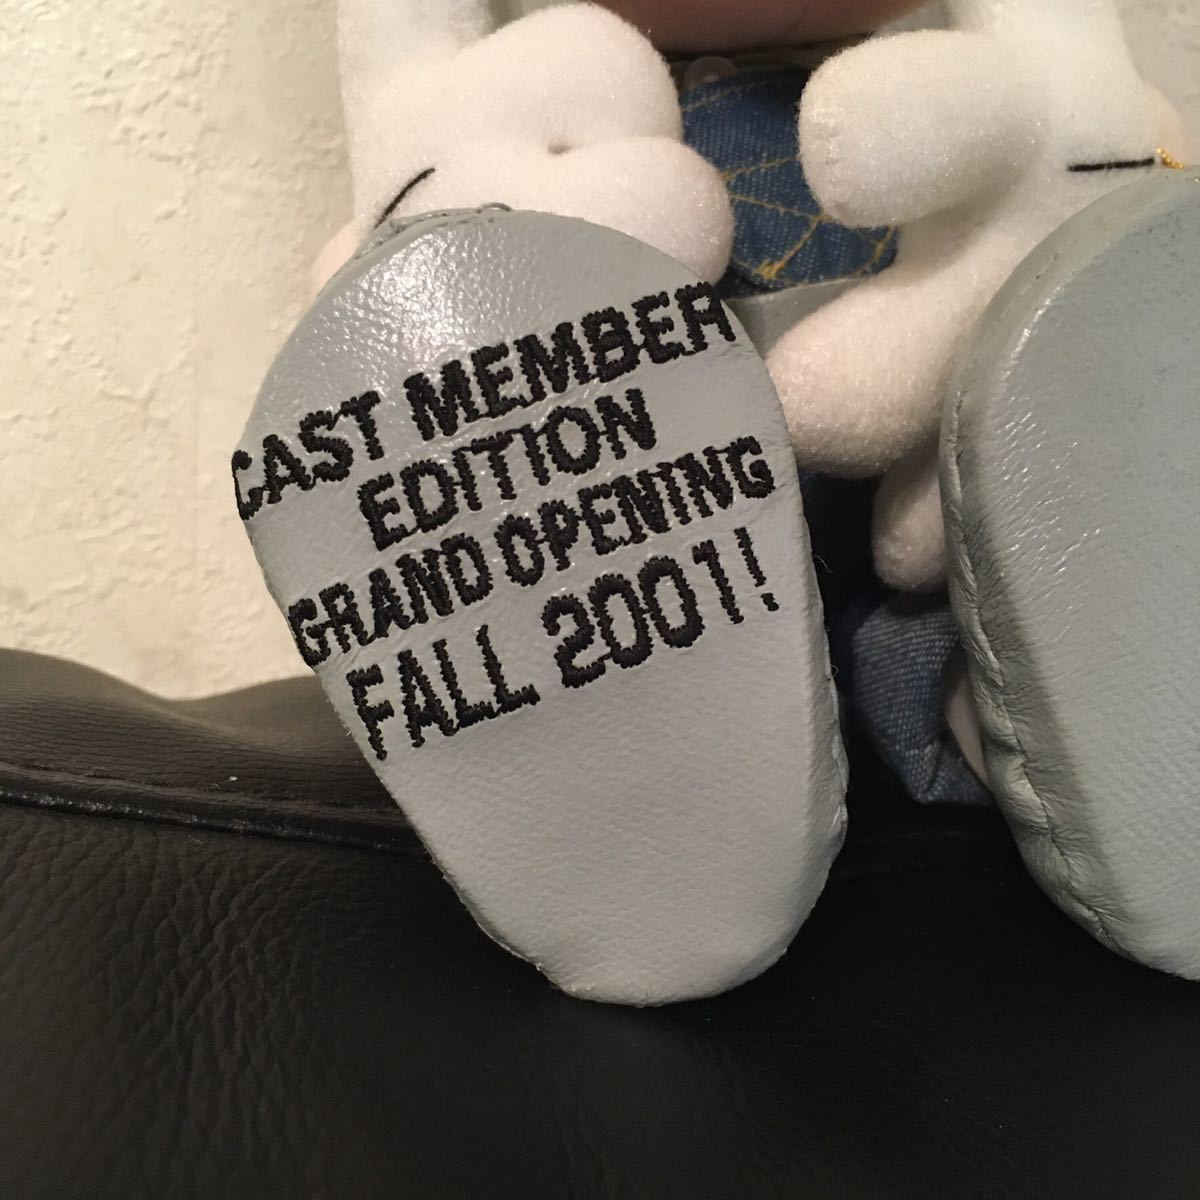 CAST MEMBER
EDITION
GRAND OPENING
FALL 2001!